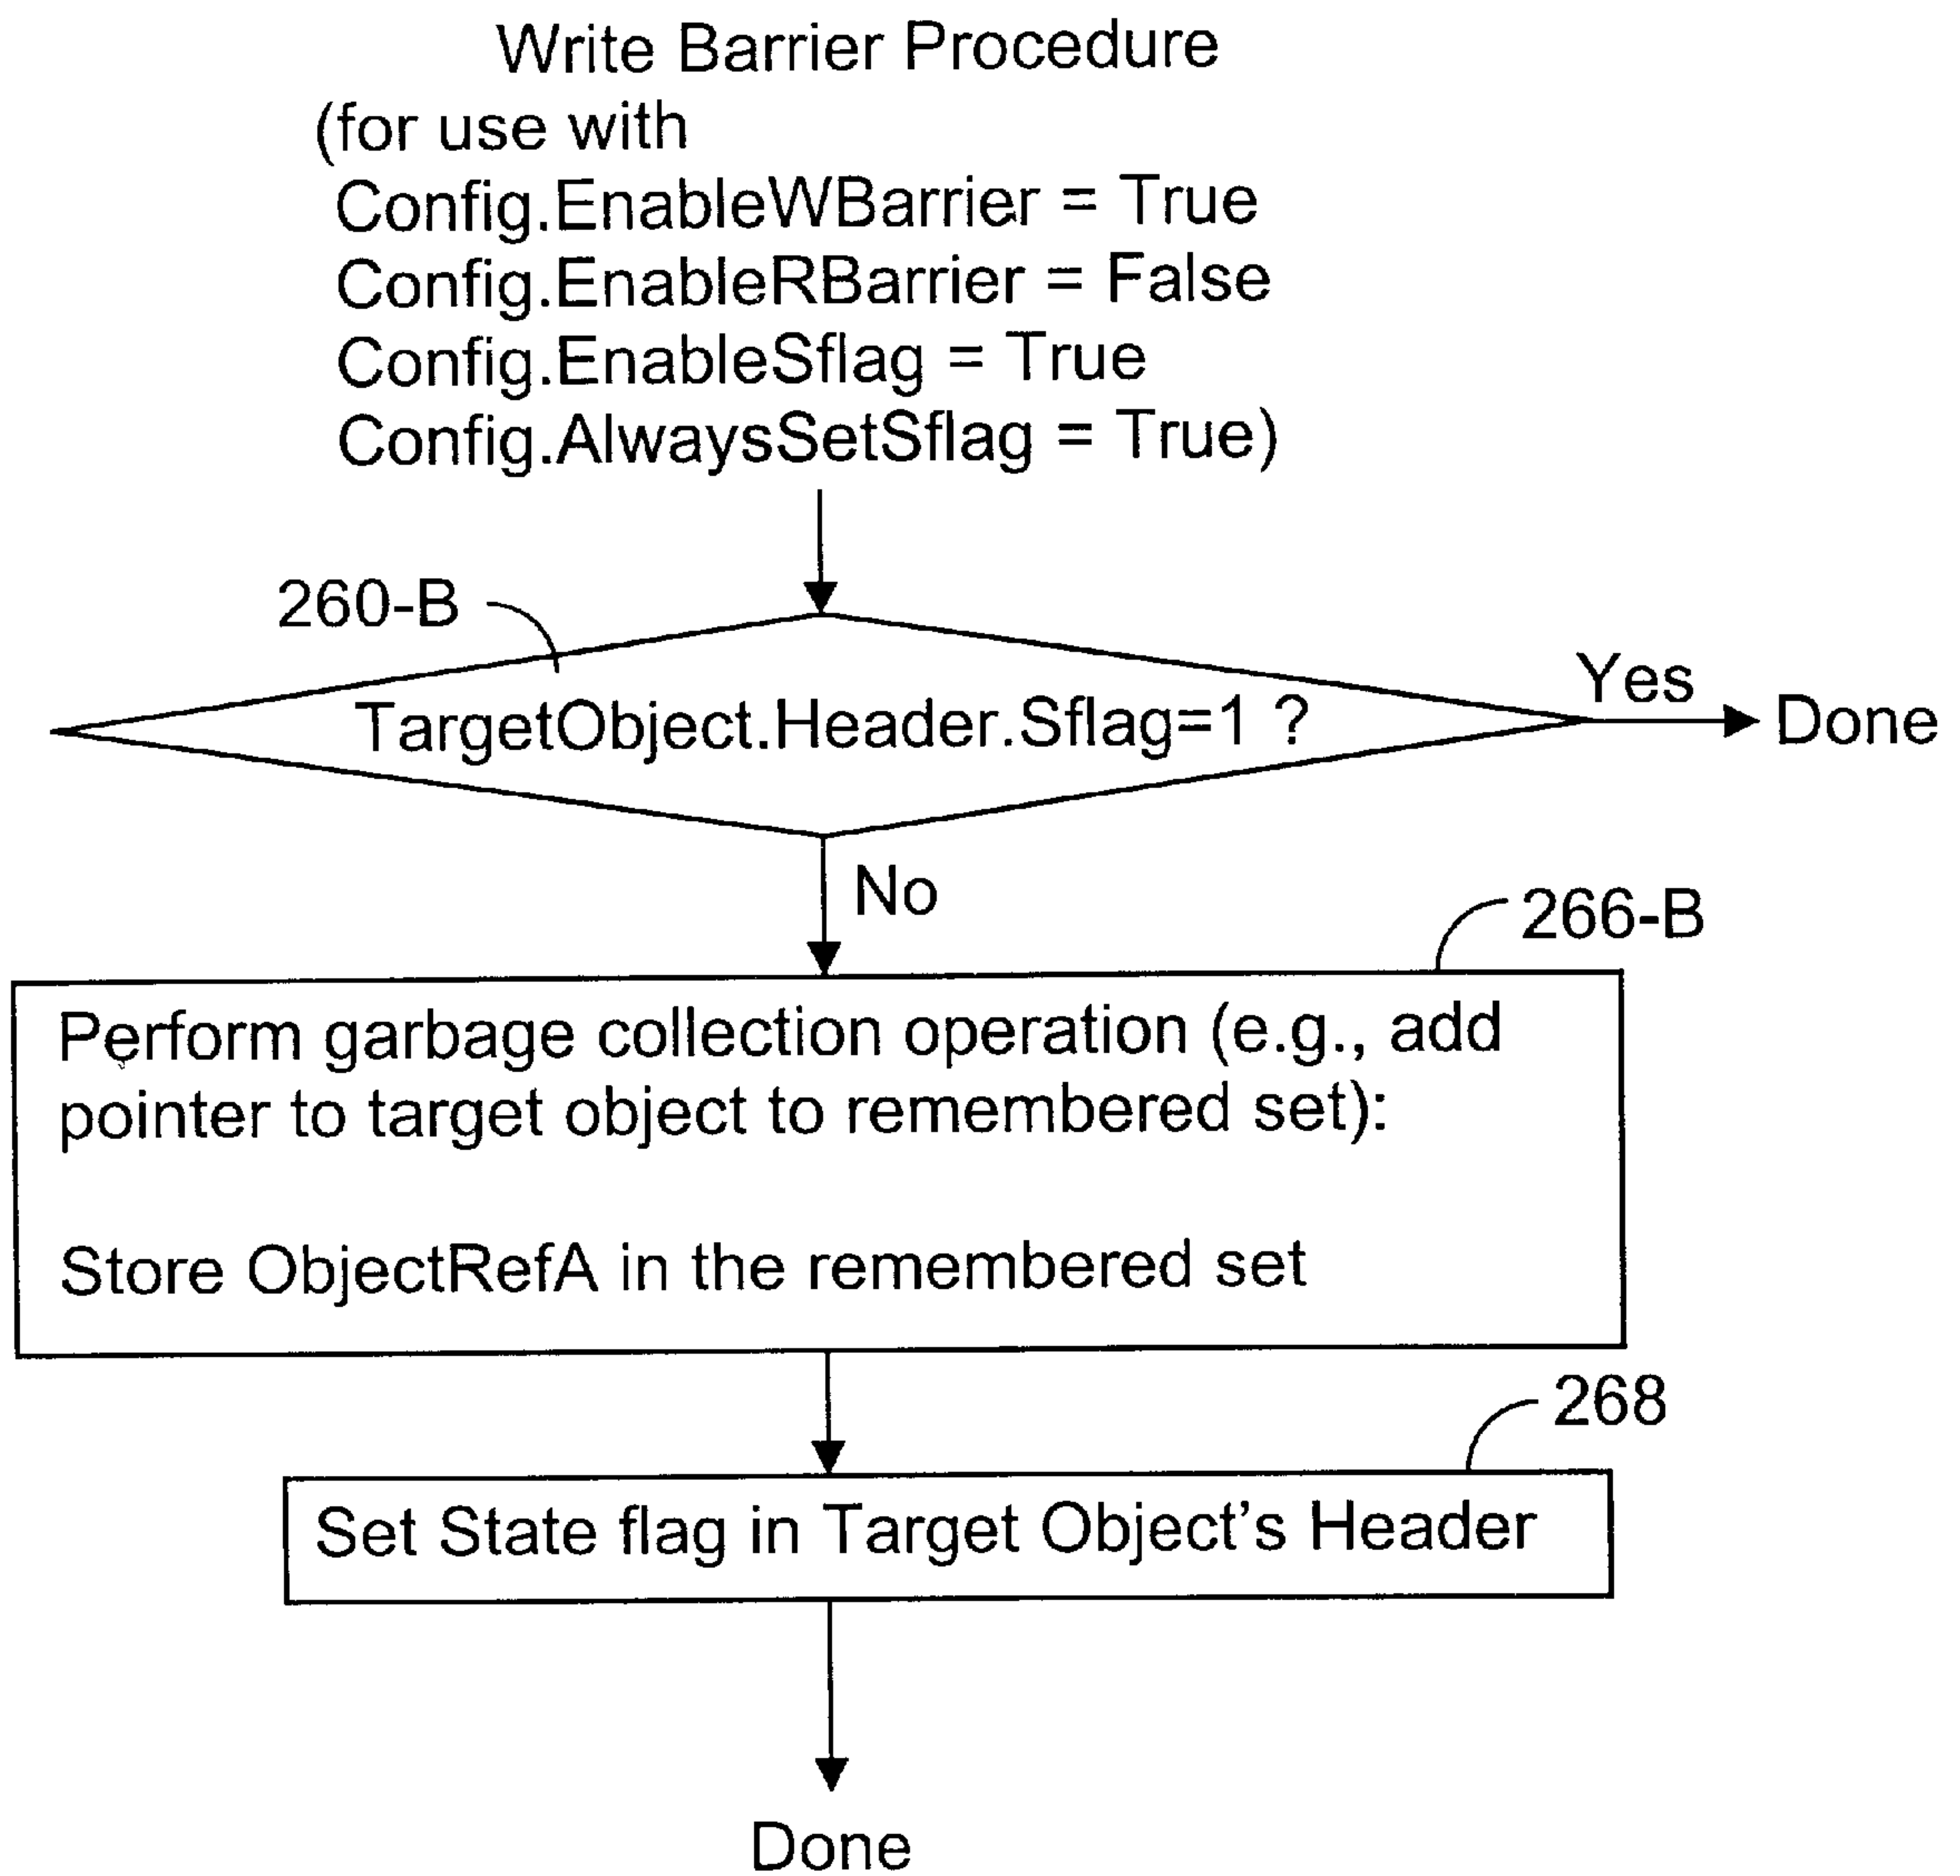 Write Barrier Procedure
(for use with
Config.EnableWBarrier = True
Config.EnableRBarrier = False
Config.EnableSflag = True
Config.AlwaysSetSflag = True)
260-B
TargetObject.Header.Sflag=1 ?
Yes
Done
No
266-B
Perform garbage collection operation (e.g., add
pointer to target object to remembered set):
Store ObjectRefA in the remembered set
268
Set State flag in Target Object's Header
Done